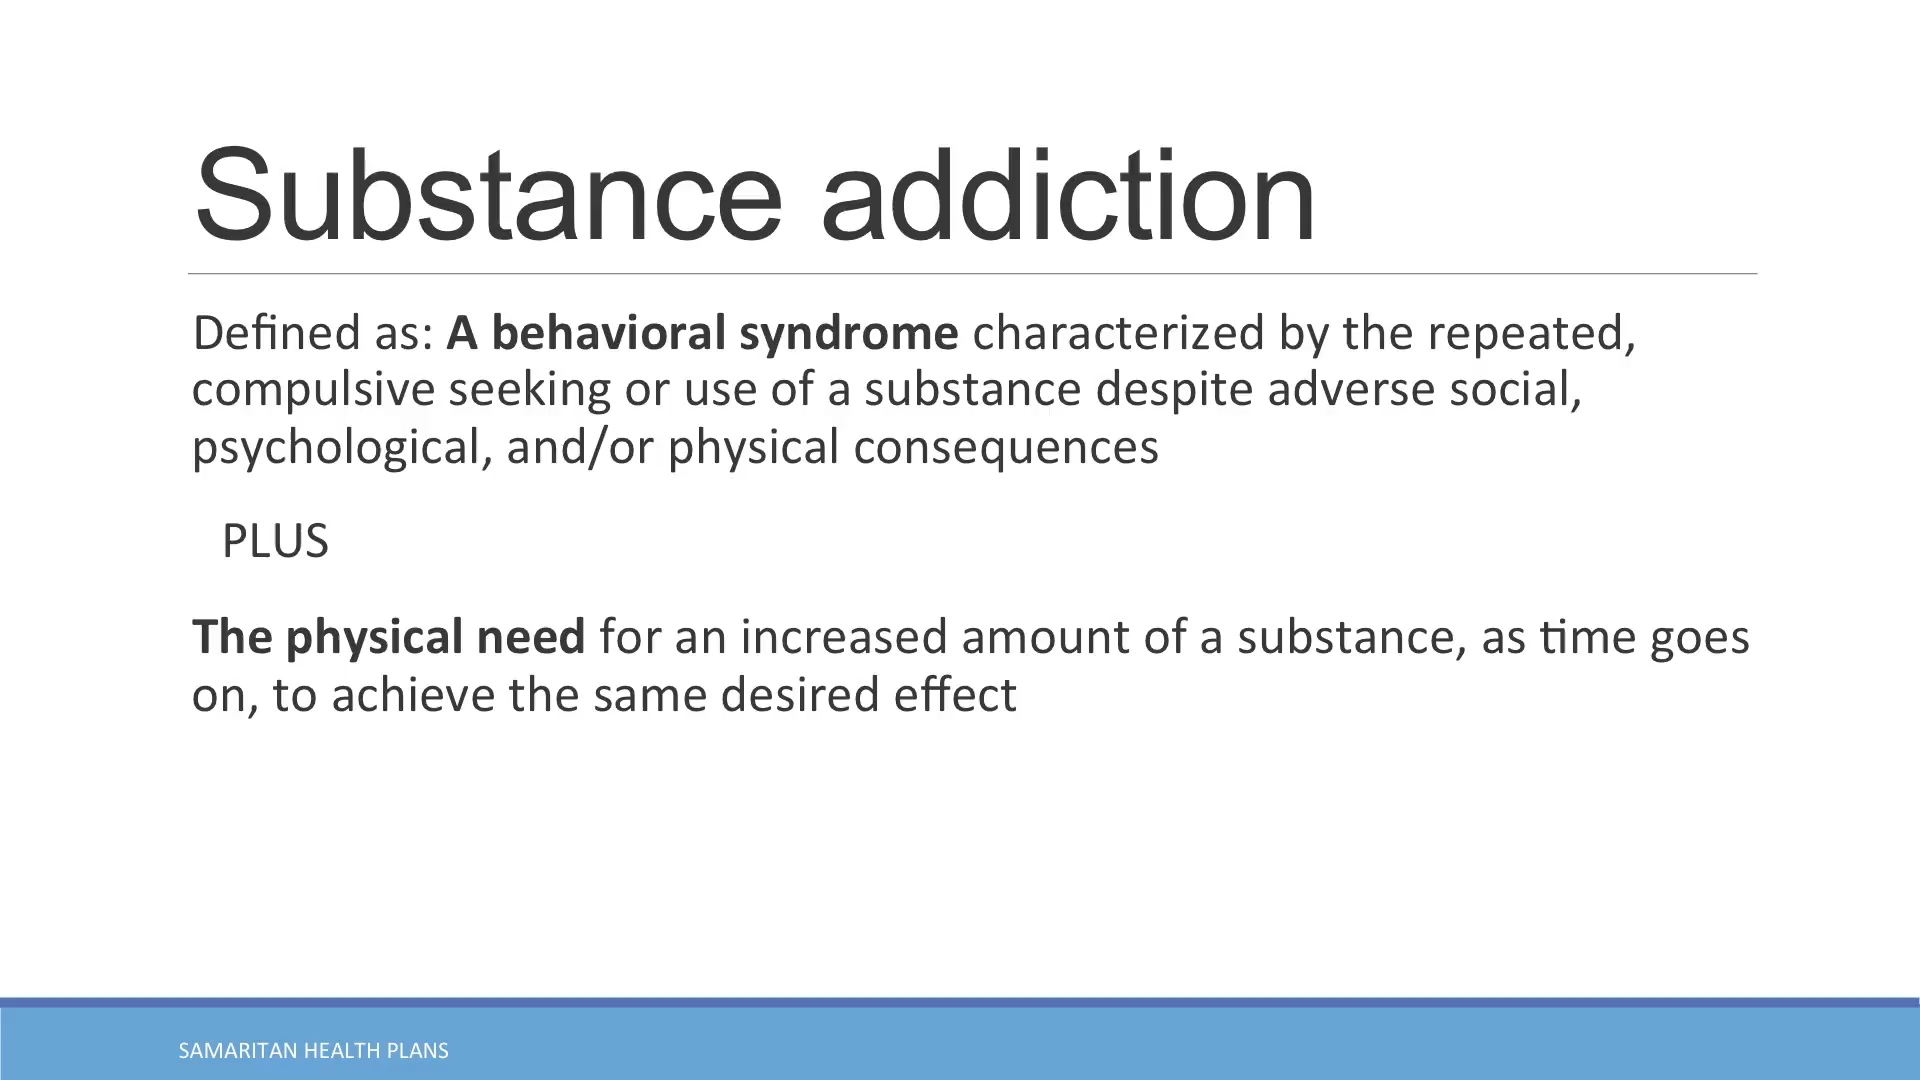 Substance addiction
Defined as: A behavioral syndrome characterized by the repeated,
compulsive seeking or use of a substance despite adverse social,
psychological, and/or physical consequences
PLUS
The physical need for an increased amount of a substance, as time goes
on, to achieve the same desired effect
SAMARITAN HEALTH PLANS